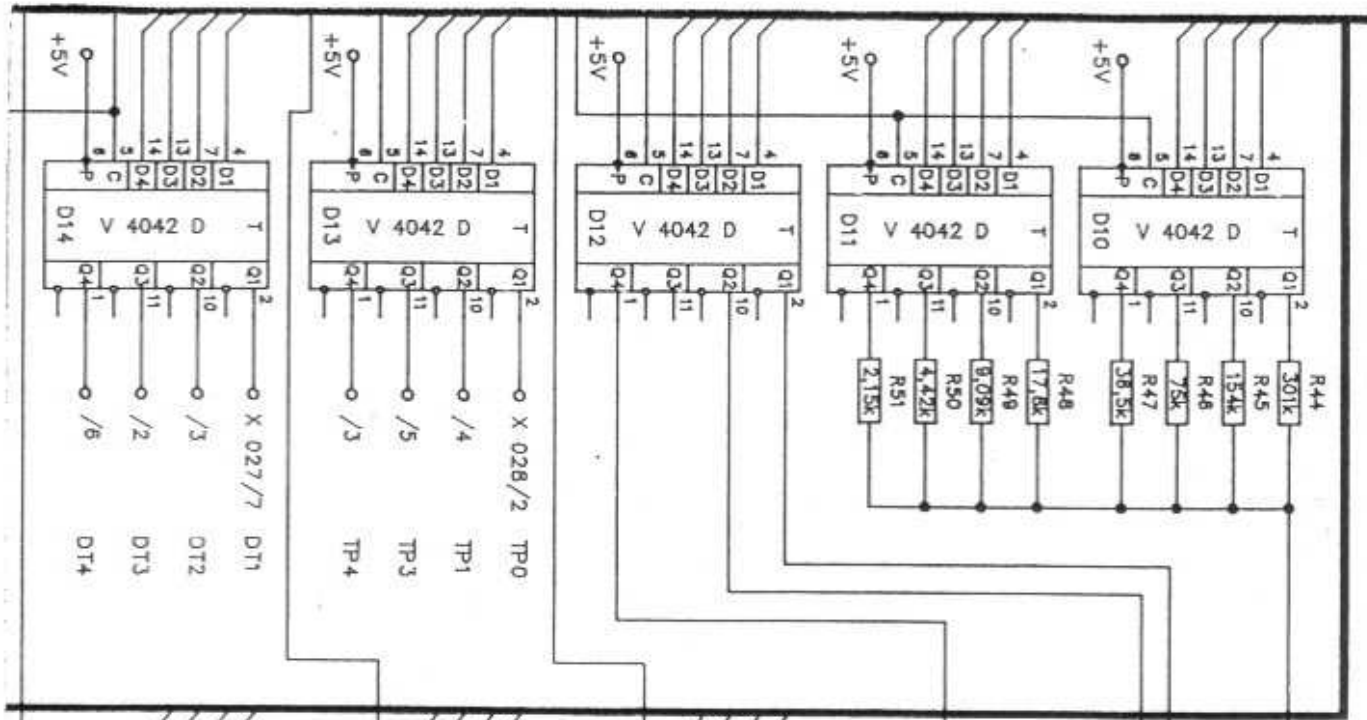 +5V
+5V
+5V
+5V
+5V
6 5 14 13 7 4
P C D4 D3 D2 D1
D14 V 4042 D T
Q4 Q3 Q2 Q1
1 11 10 2
6 5 14 13 7 4
P C D4 D3 D2 D1
D13 V 4042 D T
Q4 Q3 Q2 Q1
1 11 10 2
6 5 14 13 7 4
P C D4 D3 D2 D1
D12 V 4042 D T
Q4 Q3 Q2 Q1
1 11 10 2
6 5 14 13 7 4
P C D4 D3 D2 D1
D11 V 4042 D T
Q4 Q3 Q2 Q1
1 11 10 2
6 5 14 13 7 4
P C D4 D3 D2 D1
D10 V 4042 D T
Q4 Q3 Q2 Q1
1 11 10 2
2,15k R51
4,42k R50
9,09k R49
17,8k R48
38,5k R47
75k R46
154k R45
301k R44
/6 DT4
/2 DT3
/3 DT2
X 027/7 DT1
/3 TP4
/5 TP3
/4 TP1
X 028/2 TP0